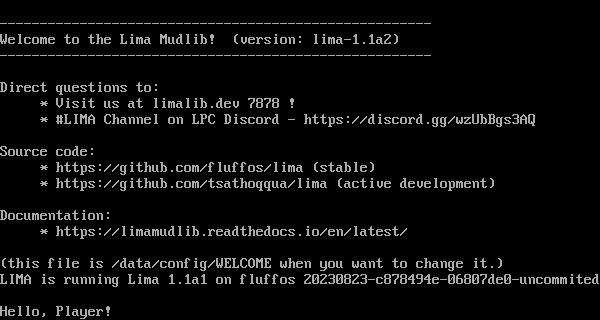 ------------------------------------------------------
Welcome to the Lima Mudlib!  (version: lima-1.1a2)
------------------------------------------------------
Direct questions to:
* Visit us at limalib.dev 7878 !
* #LIMA Channel on LPC Discord - https://discord.gg/wzUbBgs3AQ
Source code:
* https://github.com/fluffos/lima (stable)
* https://github.com/tsathoqqua/lima (active development)
Documentation:
* https://limamudlib.readthedocs.io/en/latest/
(this file is /data/config/WELCOME when you want to change it.)
LIMA is running Lima 1.1a1 on fluffos 20230823-c878494e-06807de0-uncommited
Hello, Player!